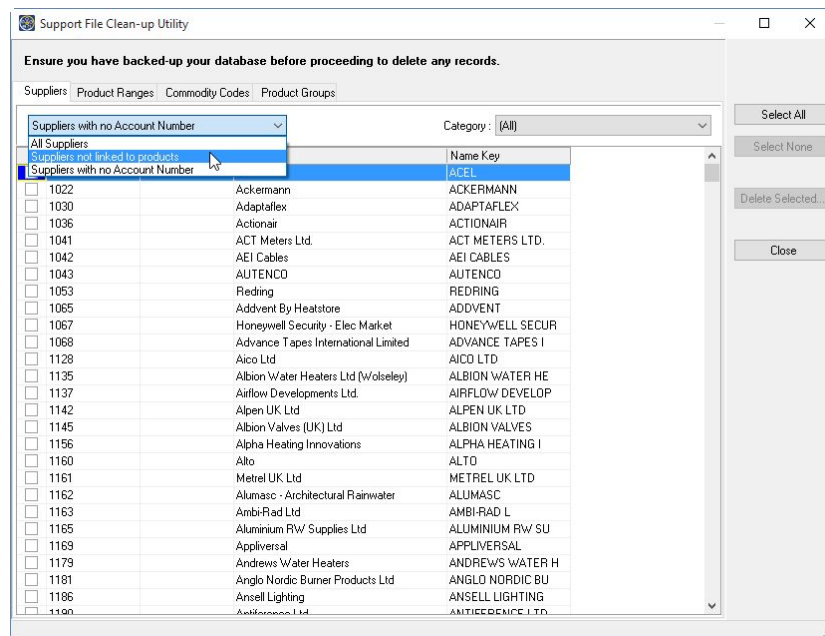 Support File Clean-up Utility
Ensure you have backed-up your database before proceeding to delete any records.
Suppliers Product Ranges Commodity Codes Product Groups
Suppliers with no Account Number Category : (All)
All Suppliers
Suppliers not linked to products
Suppliers with no Account Number
Name Key
ACEL
1022 Ackermann ACKERMANN
1030 Adaptaflex ADAPTAFLEX
1036 Actionair ACTIONAIR
1041 ACT Meters Ltd. ACT METERS LTD.
1042 AEI Cables AEI CABLES
1043 AUTENCO AUTENCO
1053 Redring REDRING
1065 Addvent By Heatstore ADDVENT
1067 Honeywell Security - Elec Market HONEYWELL SECUR
1068 Advance Tapes International Limited ADVANCE TAPES I
1128 Aico Ltd AICO LTD
1135 Albion Water Heaters Ltd (Wolseley) ALBION WATER HE
1137 Airflow Developments Ltd. AIRFLOW DEVELOP
1142 Alpen UK Ltd ALPEN UK LTD
1145 Albion Valves (UK) Ltd ALBION VALVES
1156 Alpha Heating Innovations ALPHA HEATING I
1160 Alto ALTO
1161 Metrel UK Ltd METREL UK LTD
1162 Alumasc - Architectural Rainwater ALUMASC
1163 Ambi-Rad Ltd AMBI-RAD L
1165 Aluminium RW Supplies Ltd ALUMINIUM RW SU
1169 Appliversal APPLIVERSAL
1179 Andrews Water Heaters ANDREWS WATER H
1181 Anglo Nordic Burner Products Ltd ANGLO NORDIC BU
1186 Ansell Lighting ANSELL LIGHTING
1190 Antiference Ltd ANTIFERENCE LTD
Select All
Select None
Delete Selected...
Close